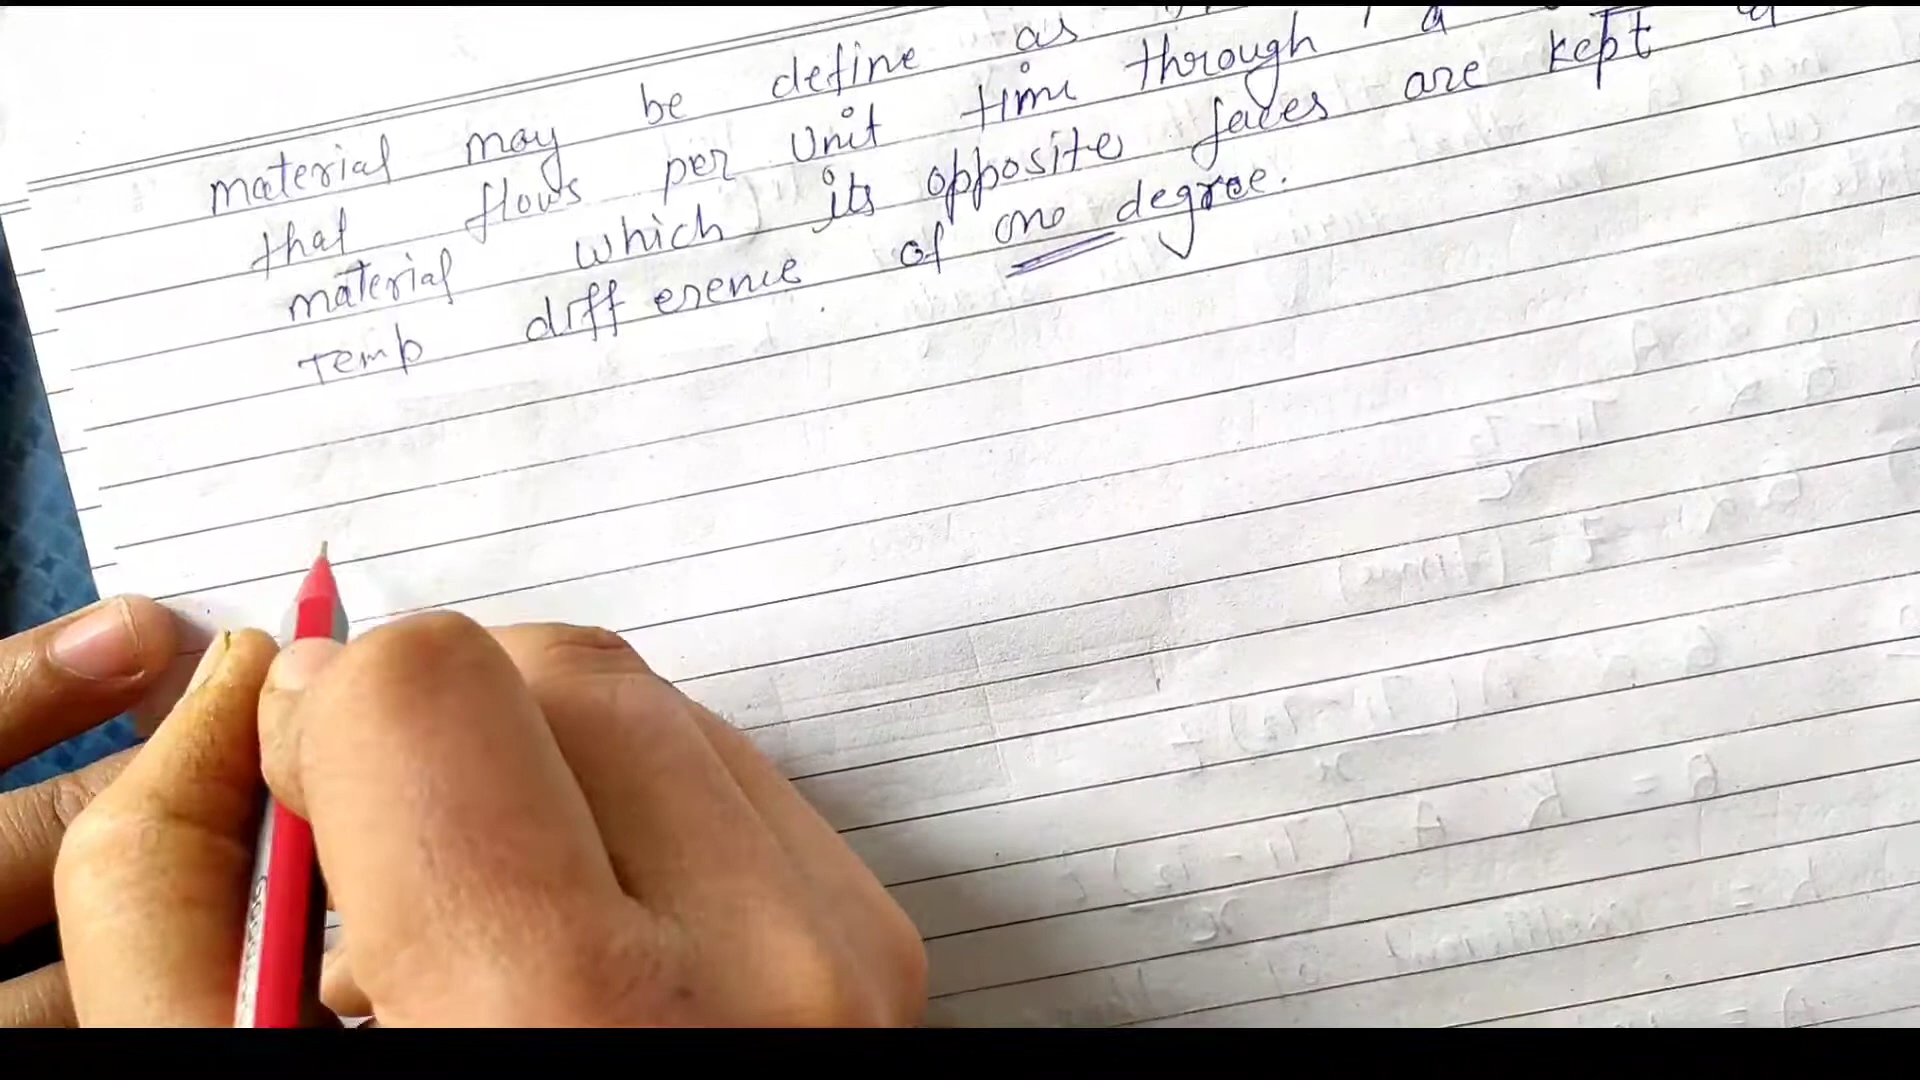 material may be define as
that flows per unit time through a
material which its opposite faces are kept
Temp difference of one degree.